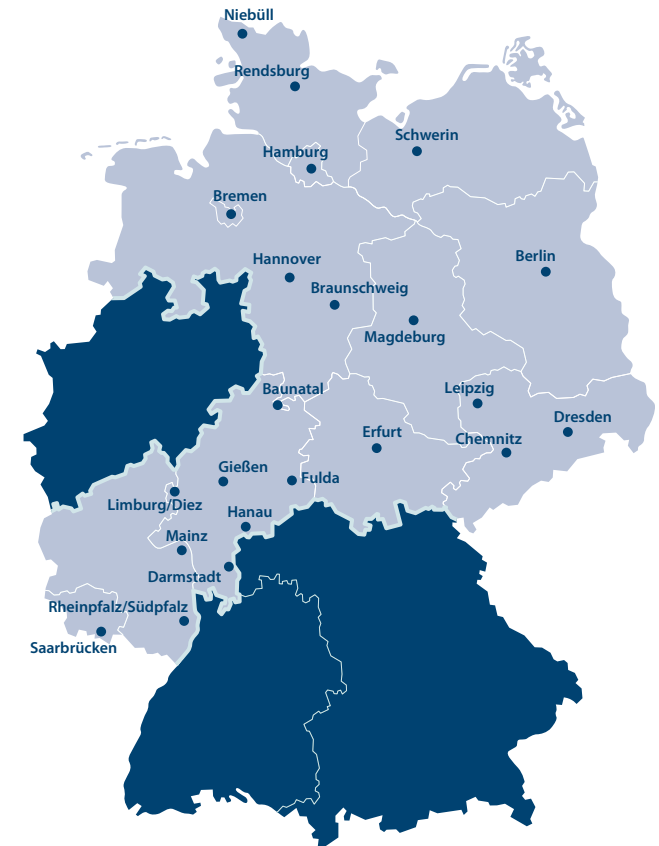 Niebüll
Rendsburg
Schwerin
Hamburg
Bremen
Berlin
Hannover
Braunschweig
Magdeburg
Baunatal
Leipzig
Dresden
Erfurt
Chemnitz
Gießen
Fulda
Limburg/Diez
Hanau
Mainz
Darmstadt
Rheinpfalz/Südpfalz
Saarbrücken